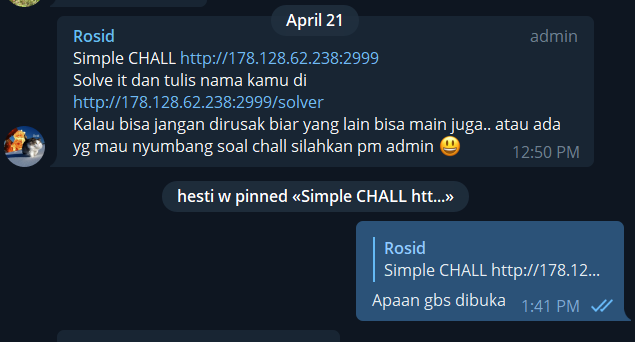 April 21
Rosid admin
Simple CHALL http://178.128.62.238:2999
Solve it dan tulis nama kamu di
http://178.128.62.238:2999/solver
Kalau bisa jangan dirusak biar yang lain bisa main juga.. atau ada
yg mau nyumbang soal chall silahkan pm admin 😃 12:50 PM
hesti w pinned «Simple CHALL htt...»
Rosid
Simple CHALL http://178.12...
Apaan gbs dibuka 1:41 PM